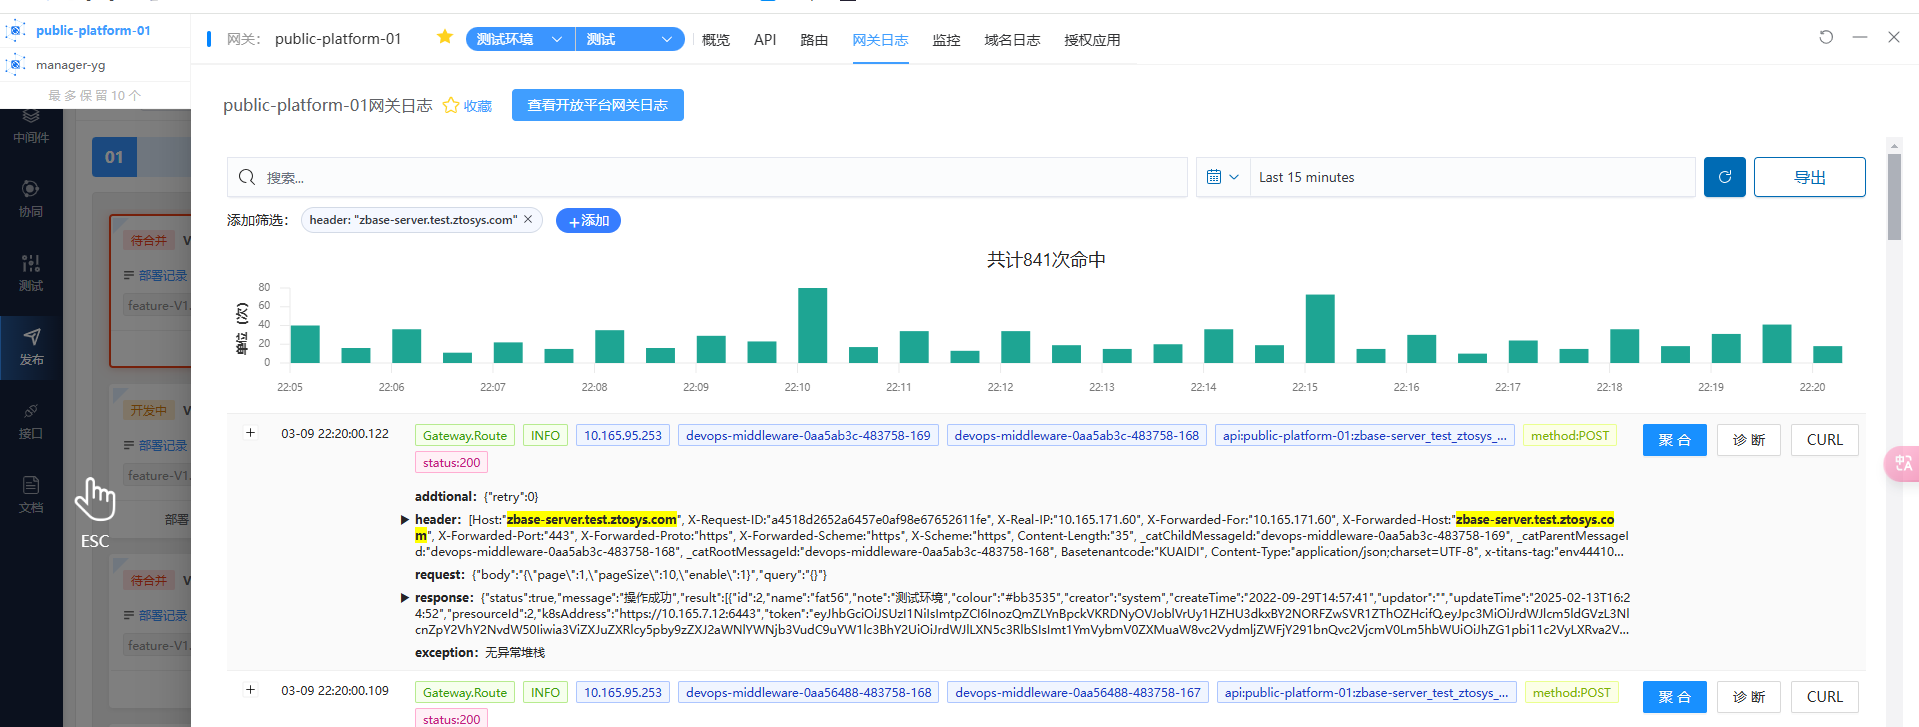 public-platform-01
manager-yg
最多保留10个
网关： public-platform-01 测试环境 测试 概览 API 路由 网关日志 监控 域名日志 授权应用
public-platform-01网关日志 收藏 查看开放平台网关日志
中间件
协同
测试
发布
接口
文档
01
待合并 V
部署记录
feature-V1.
开发中 V
部署记录
feature-V1.
部署
待合并 V
部署记录
feature-V1.
ESC
搜索... Last 15 minutes 导出
添加筛选： header: "zbase-server.test.ztosys.com" × +添加
共计841次命中
单位（次）
80
60
40
20
0
22:05 22:06 22:07 22:08 22:09 22:10 22:11 22:12 22:13 22:14 22:15 22:16 22:17 22:18 22:19 22:20
+ 03-09 22:20:00.122 Gateway.Route INFO 10.165.95.253 devops-middleware-0aa5ab3c-483758-169 devops-middleware-0aa5ab3c-483758-168 api:public-platform-01:zbase-server_test_ztosys_... method:POST 聚合 诊断 CURL
status:200
addtional： {"retry":0}
header： [Host:"zbase-server.test.ztosys.com", X-Request-ID:"a4518d2652a6457e0af98e67652611fe", X-Real-IP:"10.165.171.60", X-Forwarded-For:"10.165.171.60", X-Forwarded-Host:"zbase-server.test.ztosys.co
m", X-Forwarded-Port:"443", X-Forwarded-Proto:"https", X-Forwarded-Scheme:"https", X-Scheme:"https", Content-Length:"35", _catChildMessageId:"devops-middleware-0aa5ab3c-483758-169", _catParentMessageI
d:"devops-middleware-0aa5ab3c-483758-168", _catRootMessageId:"devops-middleware-0aa5ab3c-483758-168", Basetenantcode:"KUAIDI", Content-Type:"application/json;charset=UTF-8", x-titans-tag:"env44410...
request： {"body":"{\"page\":1,\"pageSize\":10,\"enable\":1}","query":"{}"}
response： {"status":true,"message":"操作成功","result":[{"id":2,"name":"fat56","note":"测试环境","colour":"#bb3535","creator":"system","createTime":"2022-09-29T14:57:41","updator":"","updateTime":"2025-02-13T16:2
4:52","presourceId":2,"k8sAddress":"https://10.165.7.12:6443","token":
exception： 无异常堆栈
+ 03-09 22:20:00.109 Gateway.Route INFO 10.165.95.253 devops-middleware-0aa56488-483758-168 devops-middleware-0aa56488-483758-167 api:public-platform-01:zbase-server_test_ztosys_... method:POST 聚合 诊断 CURL
status:200